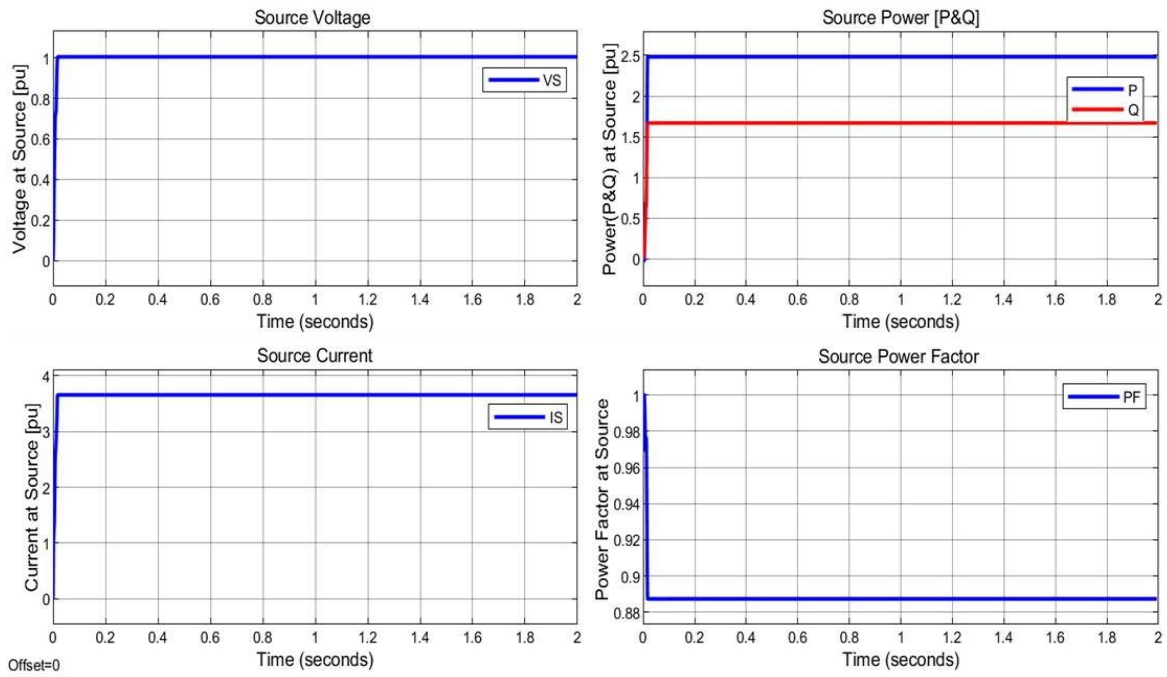 Source Voltage
Voltage at Source [pu]
1
0.8
0.6
0.4
0.2
0
VS
0 0.2 0.4 0.6 0.8 1 1.2 1.4 1.6 1.8 2
Time (seconds)
Source Power [P&Q]
Power(P&Q) at Source [pu]
2.5
2
1.5
1
0.5
0
P
Q
0 0.2 0.4 0.6 0.8 1 1.2 1.4 1.6 1.8 2
Time (seconds)
Source Current
Current at Source [pu]
4
3
2
1
0
IS
0 0.2 0.4 0.6 0.8 1 1.2 1.4 1.6 1.8 2
Time (seconds)
Source Power Factor
Power Factor at Source
1
0.98
0.96
0.94
0.92
0.9
0.88
PF
0 0.2 0.4 0.6 0.8 1 1.2 1.4 1.6 1.8 2
Time (seconds)
Offset=0